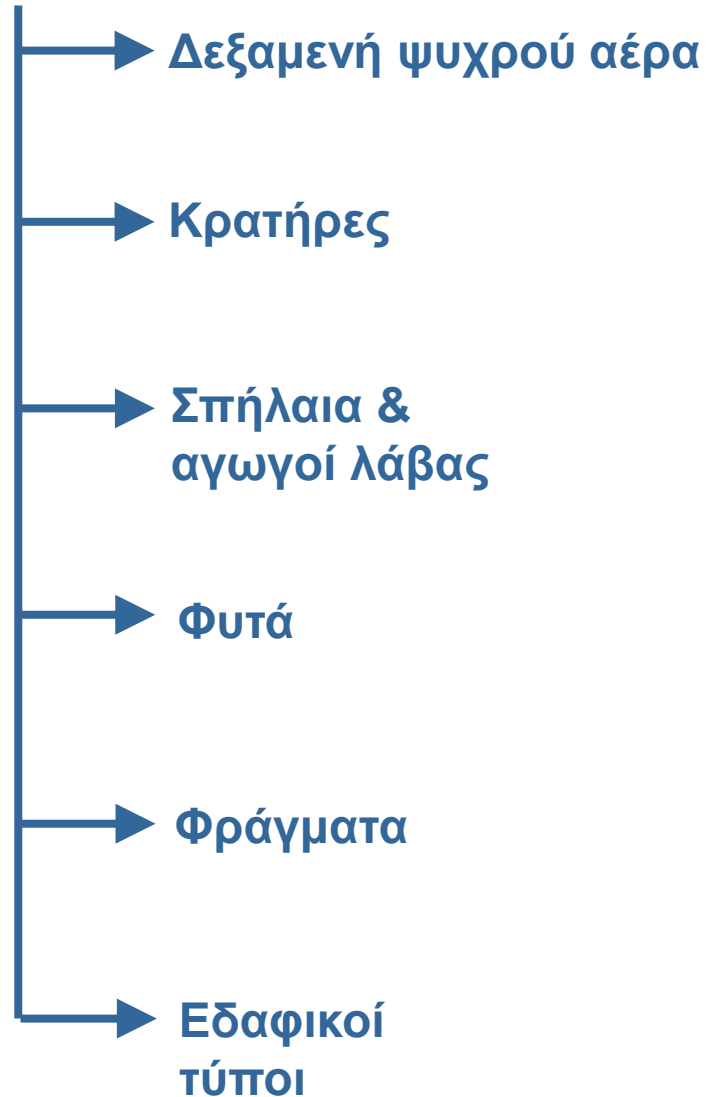 Δεξαμενή ψυχρού αέρα
Κρατήρες
Σπήλαια &
αγωγοί λάβας
Φυτά
Φράγματα
Εδαφικοί
τύποι